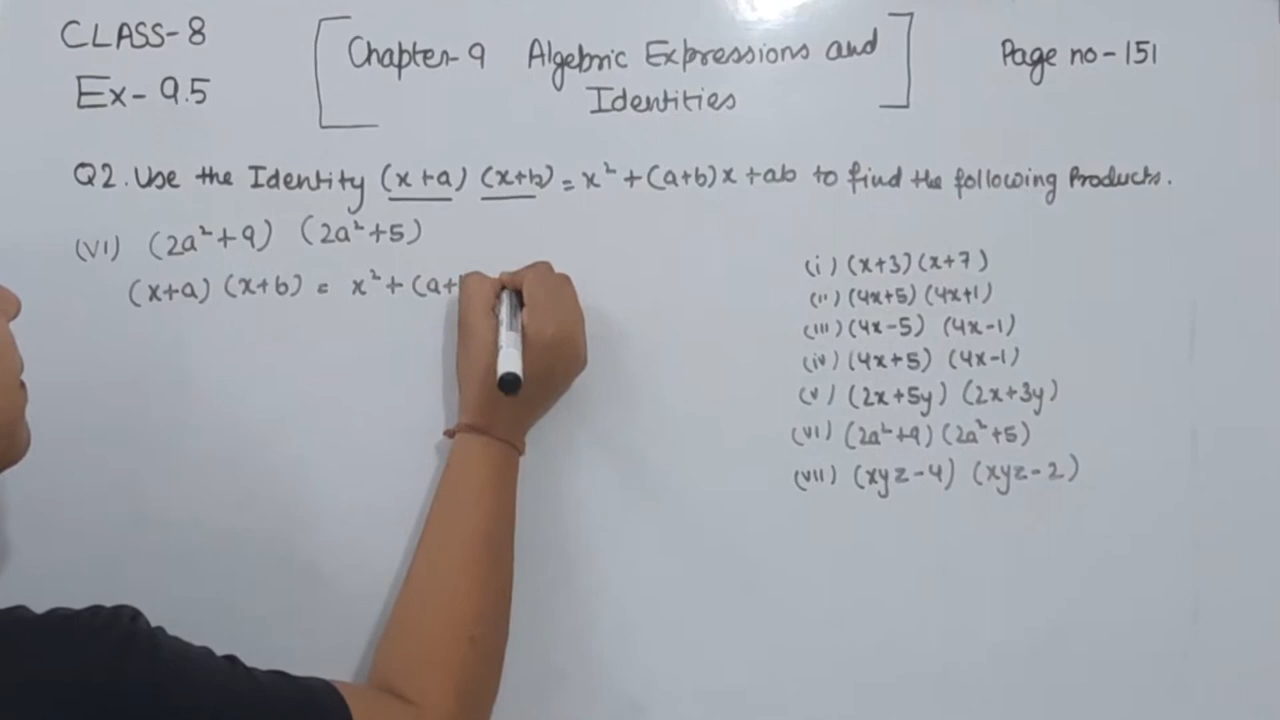 CLASS-8
Ex- 9.5
Chapter-9 Algebric Expressions and
Identities
Page no-151
Q2. Use the Identity (x+a) (x+b) = x² + (a+b)x + ab to find the following Products.
(VI) (2a²+9) (2a²+5)
(x+a) (x+b) = x² + (a+
(i) (x+3)(x+7)
(ii) (4x+5) (4x+1)
(iii) (4x-5) (4x-1)
(iv) (4x+5) (4x-1)
(v) (2x+5y) (2x+3y)
(VI) (2a²+9) (2a²+5)
(VII) (xyz-4) (xyz-2)